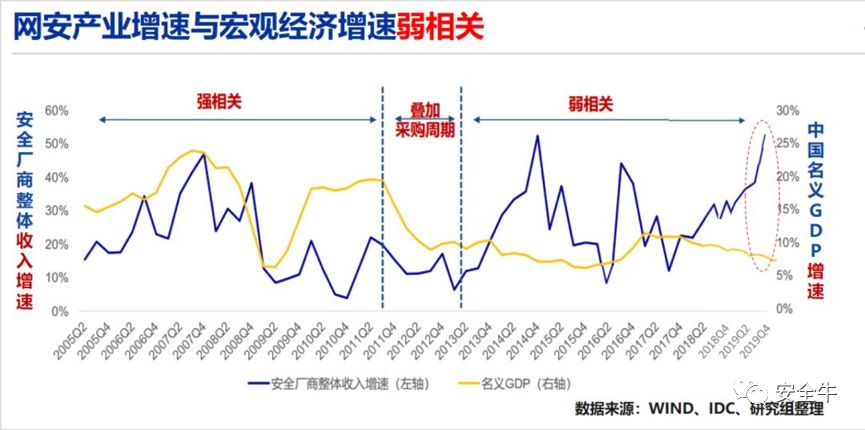 网安产业增速与宏观经济增速弱相关
强相关
叠加
采购周期
弱相关
安全厂商整体收入增速
60%
50%
40%
30%
20%
10%
0%
30%
25%
20%
15%
10%
5%
0%
中国名义GDP增速
2005Q2
2005Q4
2006Q2
2006Q4
2007Q2
2007Q4
2008Q2
2008Q4
2009Q2
2009Q4
2010Q2
2010Q4
2011Q2
2011Q4
2012Q2
2012Q4
2013Q2
2013Q4
2014Q2
2014Q4
2015Q2
2015Q4
2016Q2
2016Q4
2017Q2
2017Q4
2018Q2
2018Q4
2019Q2
2019Q4
安全厂商整体收入增速（左轴）
名义GDP（右轴）
安全牛
数据来源：WIND、IDC、研究组整理